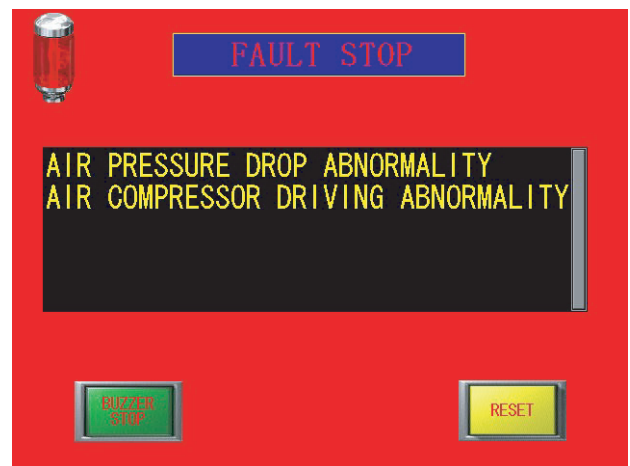 FAULT STOP
AIR PRESSURE DROP ABNORMALITY
AIR COMPRESSOR DRIVING ABNORMALITY
BUZZER
STOP
RESET